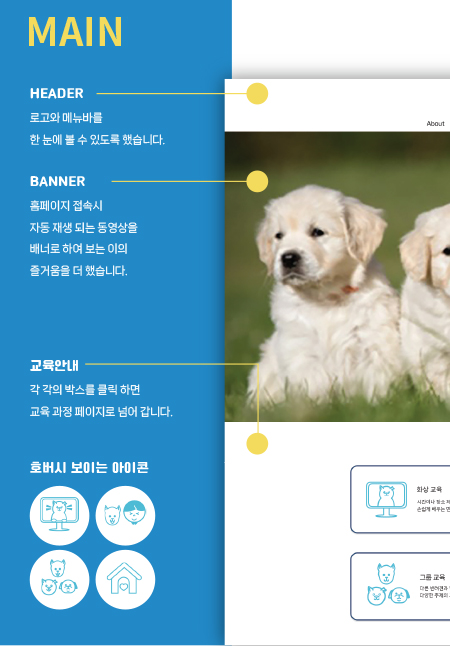 MAIN
HEADER
로고와 메뉴바를
한 눈에 볼 수 있도록 했습니다.
About
BANNER
홈페이지 접속시
자동 재생 되는 동영상을
배너로 하여 보는 이의
즐거움을 더 했습니다.
교육안내
각 각의 박스를 클릭 하면
교육 과정 페이지로 넘어 갑니다.
호버시 보이는 아이콘
화상 교육
그룹 교육